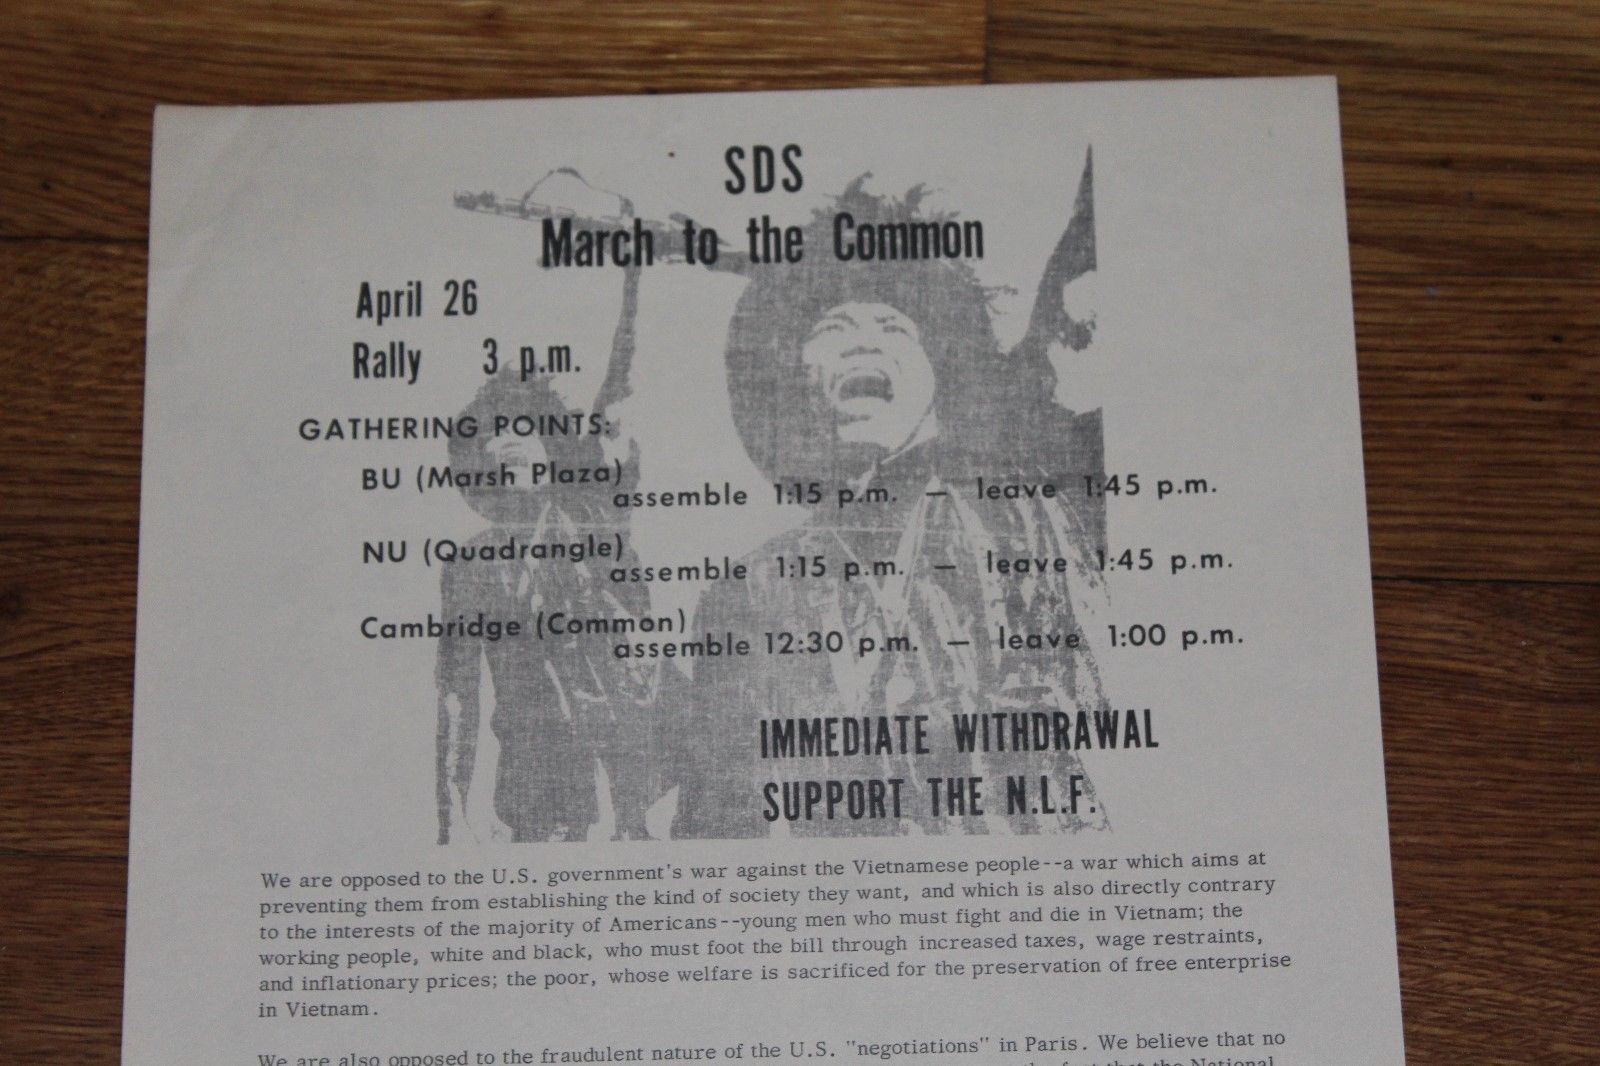 SDS
March to the Common
April 26
Rally 3 p.m.
GATHERING POINTS:
BU (Marsh Plaza)
assemble 1:15 p.m. — leave 1:45 p.m.
NU (Quadrangle)
assemble 1:15 p.m. — leave 1:45 p.m.
Cambridge (Common)
assemble 12:30 p.m. — leave 1:00 p.m.
IMMEDIATE WITHDRAWAL
SUPPORT THE N.L.F.
We are opposed to the U.S. government's war against the Vietnamese people--a war which aims at
preventing them from establishing the kind of society they want, and which is also directly contrary
to the interests of the majority of Americans--young men who must fight and die in Vietnam; the
working people, white and black, who must foot the bill through increased taxes, wage restraints,
and inflationary prices; the poor, whose welfare is sacrificed for the preservation of free enterprise
in Vietnam.
We are also opposed to the fraudulent nature of the U.S. "negotiations" in Paris. We believe that no
the fact that the National